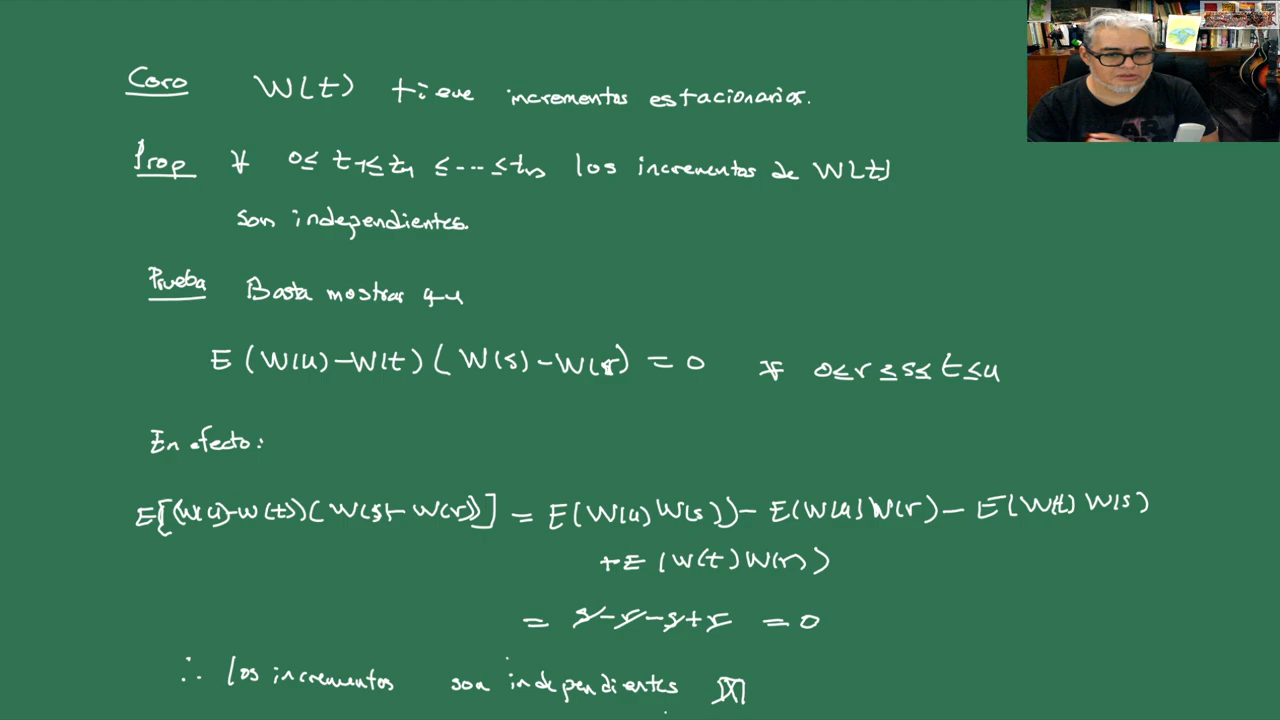 Coro W(t) tiene incrementos estacionarios.
Prop ∀ 0≤ t₁≤t₁ ≤---≤tₙ los incrementos de W(t)
son independientes.
Prueba Basta mostrar que
E (W(u)-W(t)) (W(s)-W(r)) = 0 ∀ 0≤r≤s≤t≤u
En efecto:
E[(W(u)-W(t))(W(s)-W(r))] = E(W(u)W(s))- E(W(u)W(r)- E(W(t)W(s)
+E (W(t)W(r))
= s-r-s+r = 0
∴ los incrementos son independientes